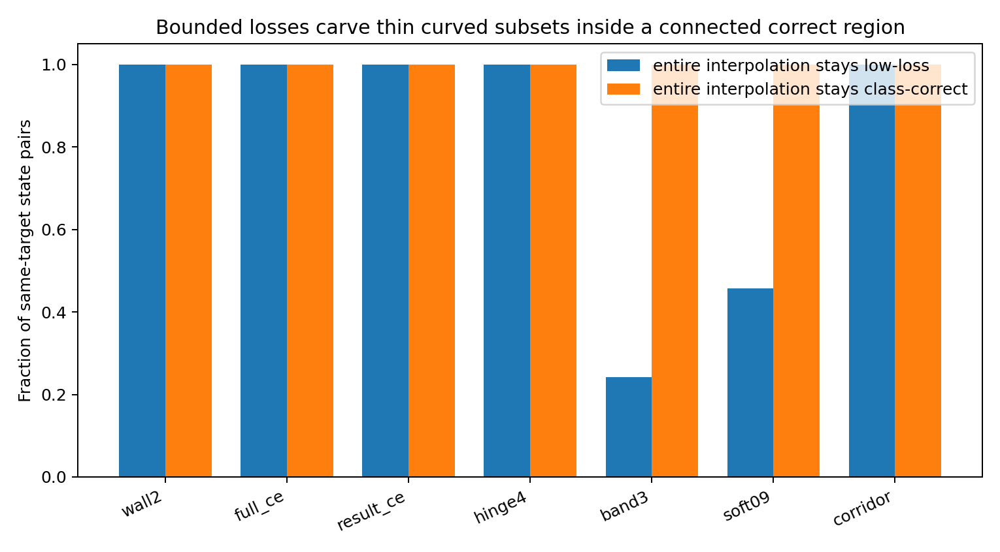 Bounded losses carve thin curved subsets inside a connected correct region
entire interpolation stays low-loss
entire interpolation stays class-correct
Fraction of same-target state pairs
1.0
0.8
0.6
0.4
0.2
0.0
wall2
full_ce
result_ce
hinge4
band3
soft09
corridor